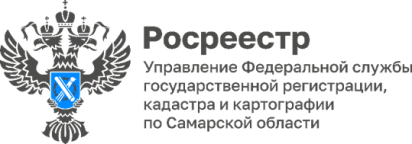 Росреестр
Управление Федеральной службы
государственной регистрации,
кадастра и картографии
по Самарской области